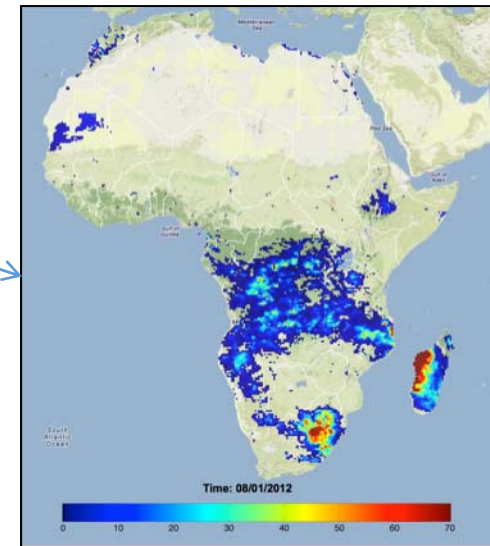 Mediterranean
Sea
Red Sea
Gulf of
Aden
Gulf of
Guinea
South
Atlantic
Ocean
Time: 08/01/2012
0 10 20 30 40 50 60 70